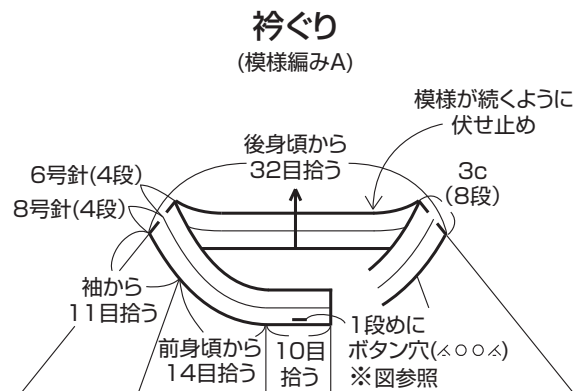 衿ぐり
(模様編みA)
模様が続くように
伏せ止め
後身頃から
32目拾う
6号針(4段)
8号針(4段)
3c
(8段)
袖から
11目拾う
前身頃から
14目拾う
10目
拾う
1段めに
ボタン穴(⋌○○⋌)
※図参照